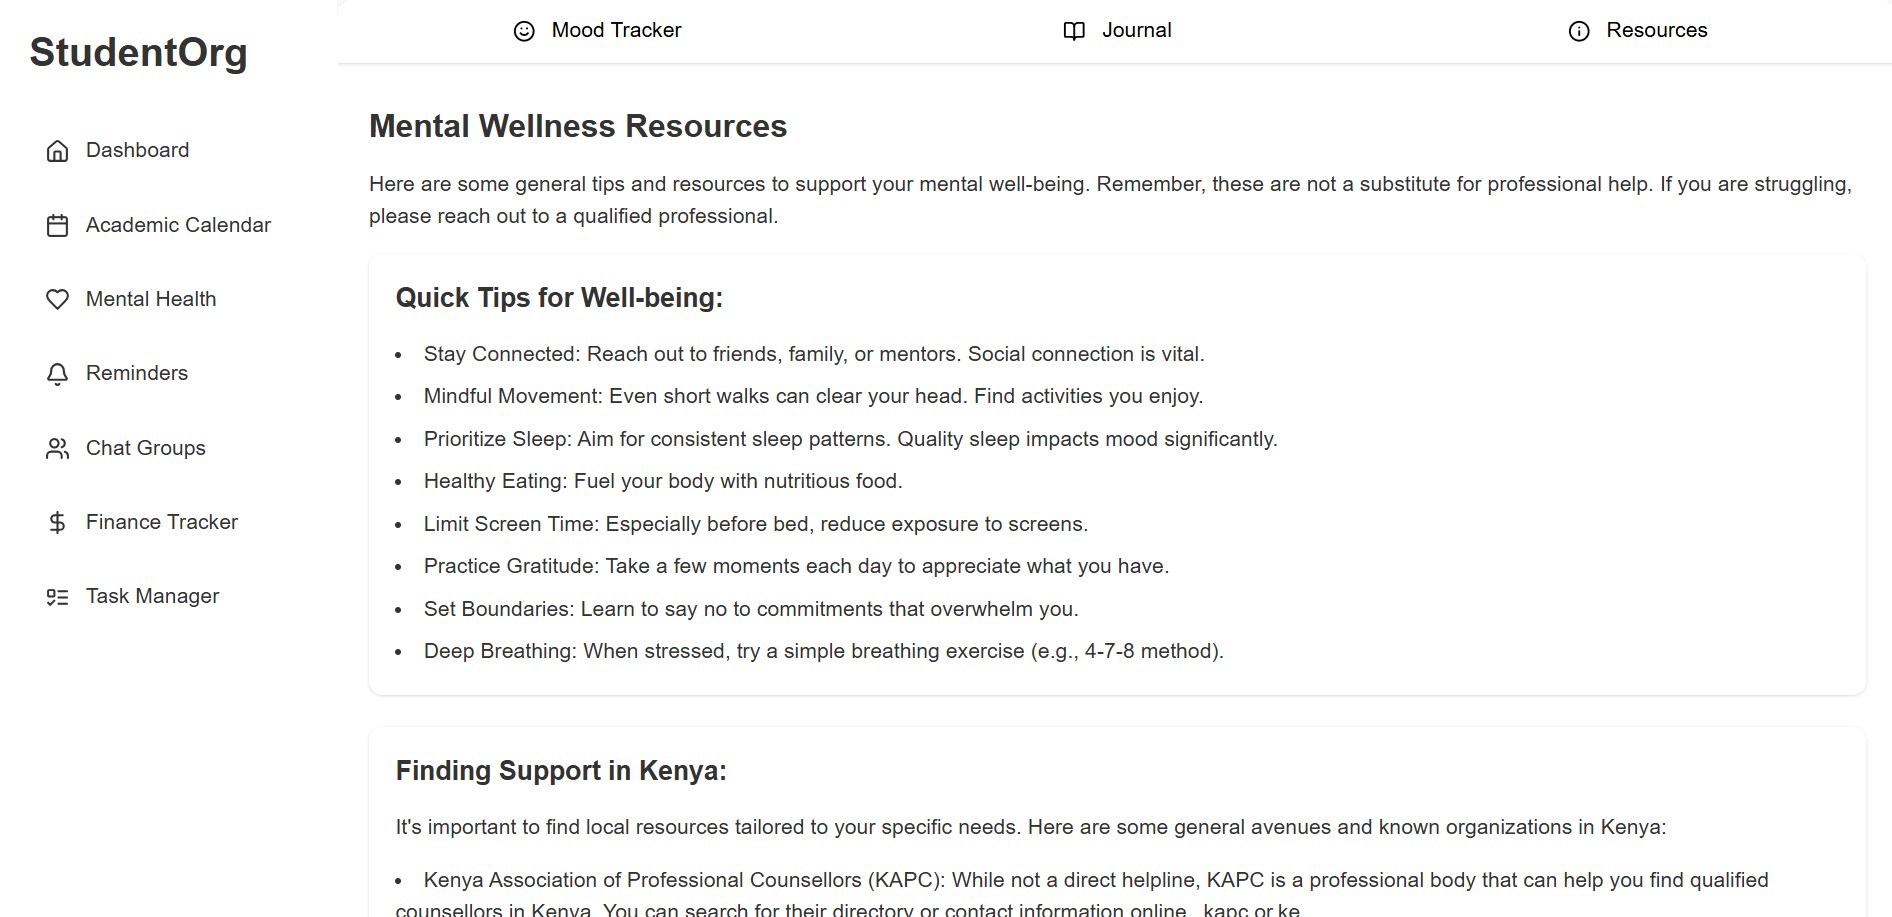 StudentOrg
Dashboard
Academic Calendar
Mental Health
Reminders
Chat Groups
Finance Tracker
Task Manager
Mood Tracker
Journal
Resources
Mental Wellness Resources
Here are some general tips and resources to support your mental well-being. Remember, these are not a substitute for professional help. If you are struggling,
please reach out to a qualified professional.
Quick Tips for Well-being:
• Stay Connected: Reach out to friends, family, or mentors. Social connection is vital.
• Mindful Movement: Even short walks can clear your head. Find activities you enjoy.
• Prioritize Sleep: Aim for consistent sleep patterns. Quality sleep impacts mood significantly.
• Healthy Eating: Fuel your body with nutritious food.
• Limit Screen Time: Especially before bed, reduce exposure to screens.
• Practice Gratitude: Take a few moments each day to appreciate what you have.
• Set Boundaries: Learn to say no to commitments that overwhelm you.
• Deep Breathing: When stressed, try a simple breathing exercise (e.g., 4-7-8 method).
Finding Support in Kenya:
It's important to find local resources tailored to your specific needs. Here are some general avenues and known organizations in Kenya:
• Kenya Association of Professional Counsellors (KAPC): While not a direct helpline, KAPC is a professional body that can help you find qualified
counsellors in Kenya. You can search for their directory or contact information online. kapc.or.ke